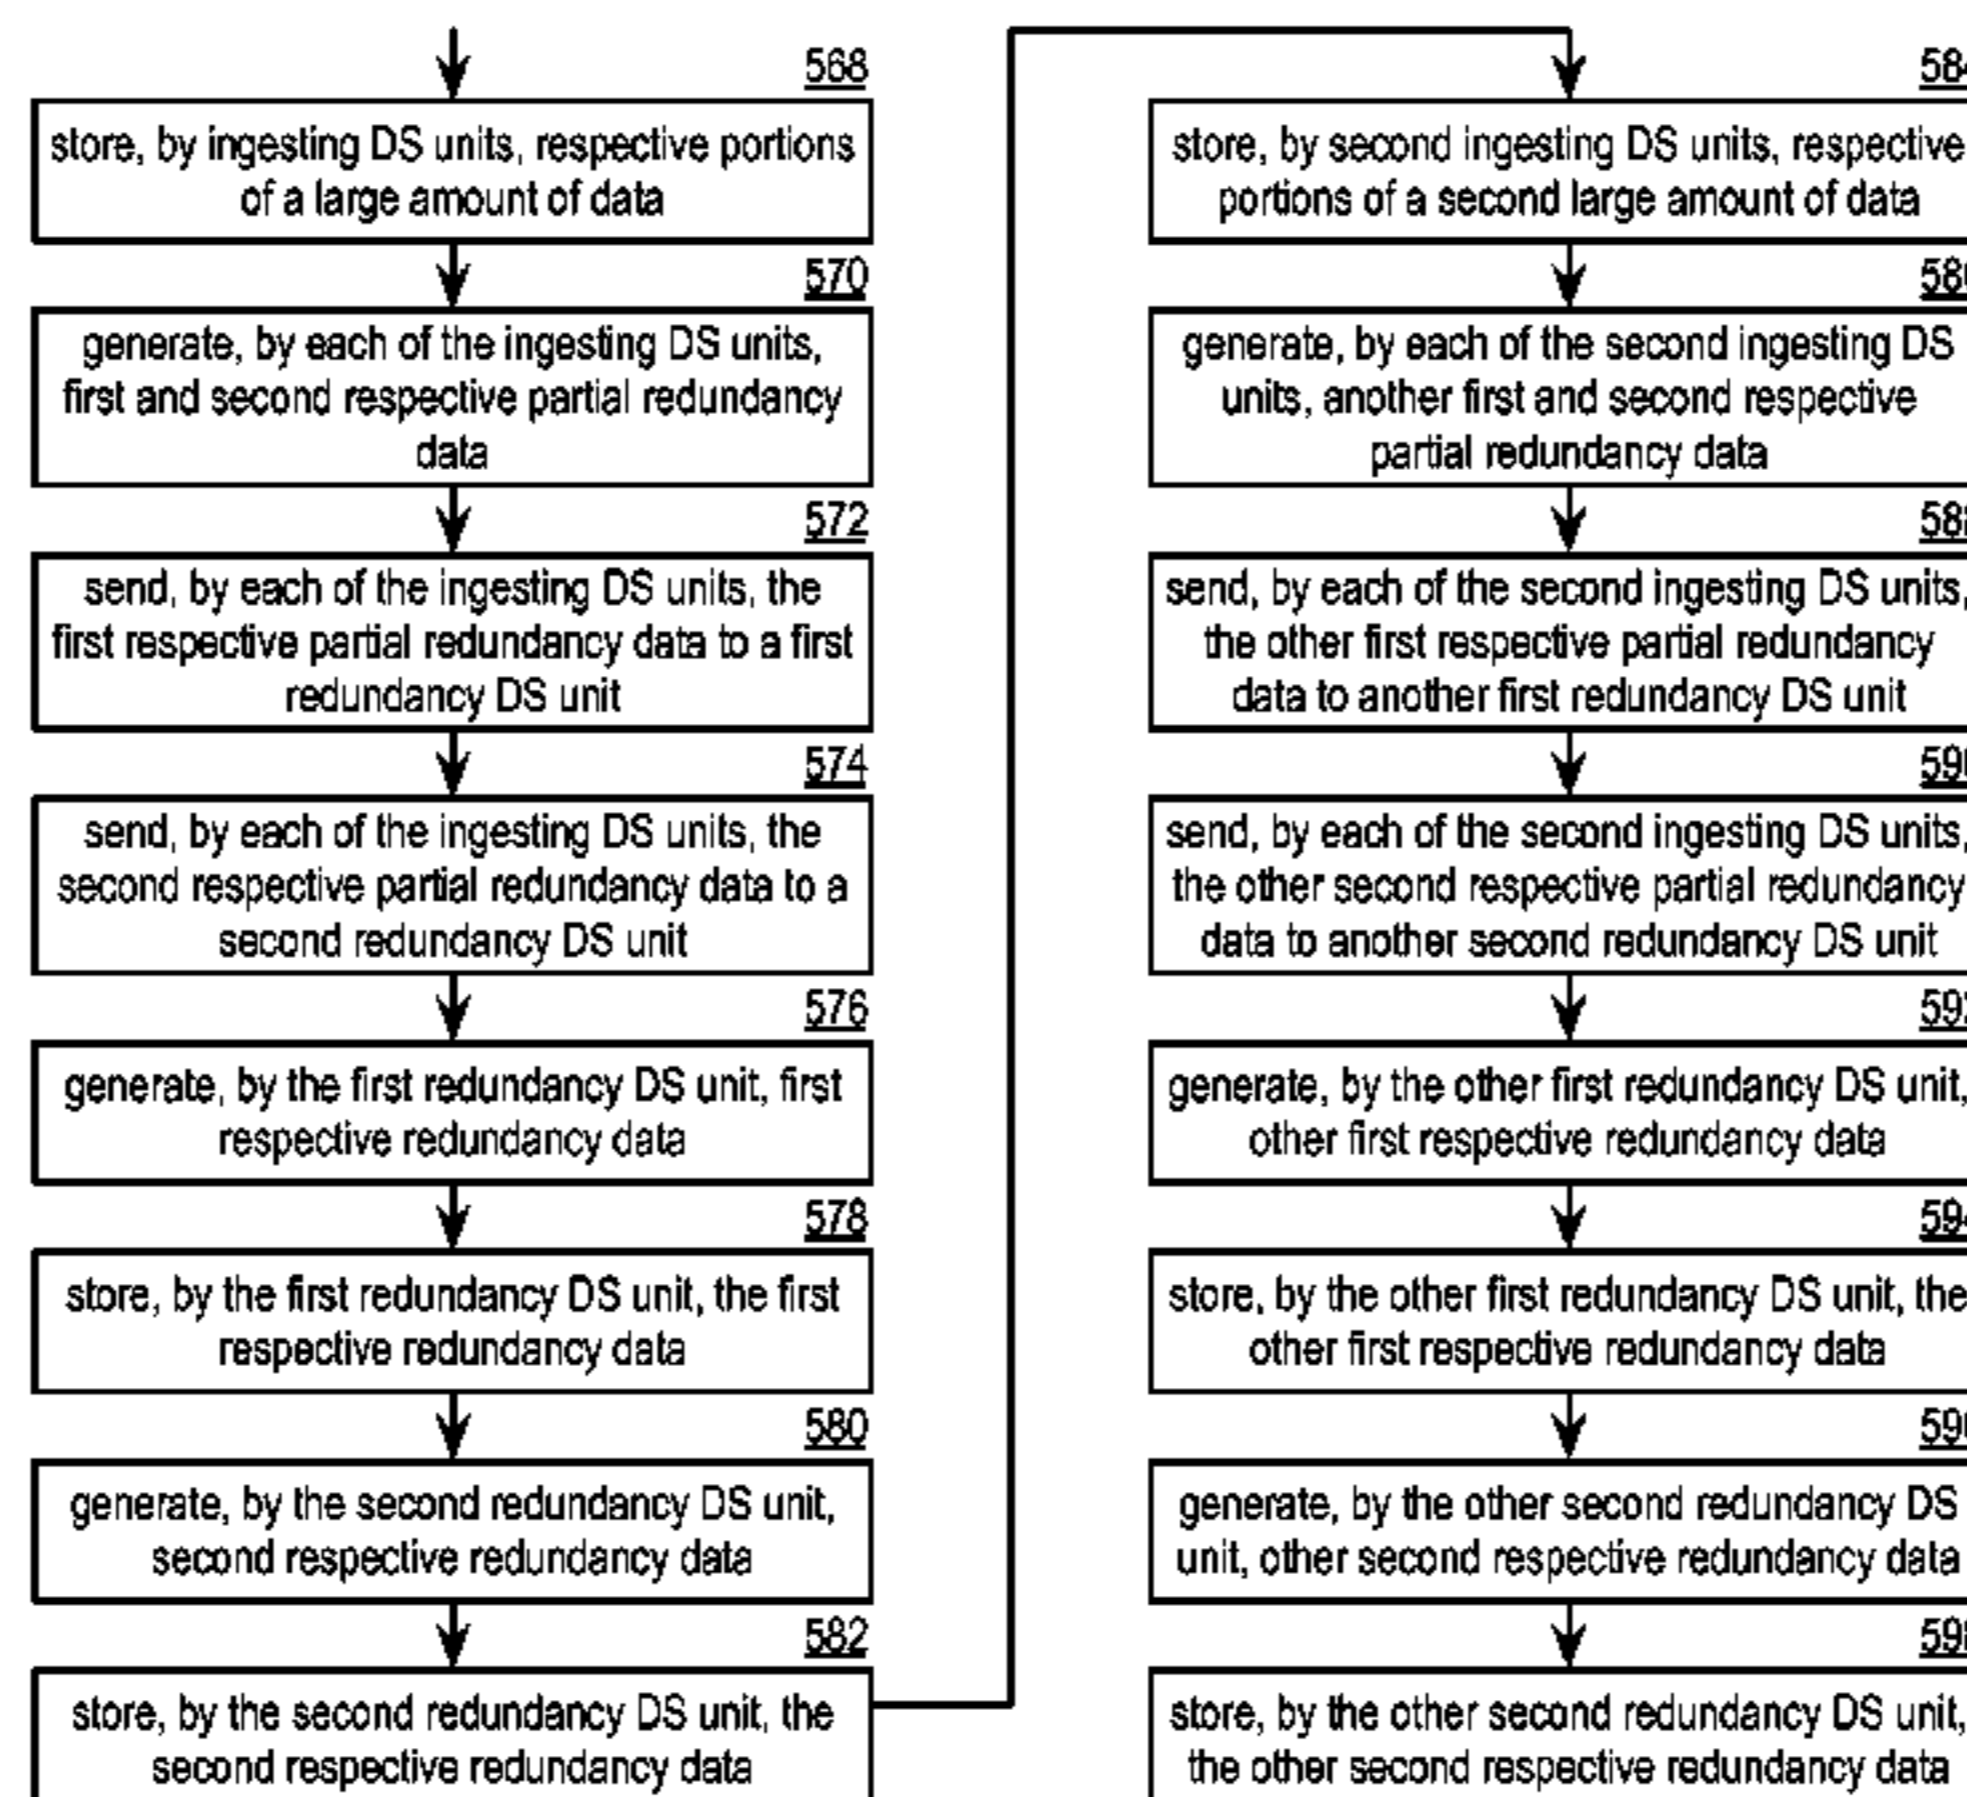 568
store, by ingesting DS units, respective portions
of a large amount of data
570
generate, by each of the ingesting DS units,
first and second respective partial redundancy
data
572
send, by each of the ingesting DS units, the
first respective partial redundancy data to a first
redundancy DS unit
574
send, by each of the ingesting DS units, the
second respective partial redundancy data to a
second redundancy DS unit
576
generate, by the first redundancy DS unit, first
respective redundancy data
578
store, by the first redundancy DS unit, the first
respective redundancy data
580
generate, by the second redundancy DS unit,
second respective redundancy data
582
store, by the second redundancy DS unit, the
second respective redundancy data
584
store, by second ingesting DS units, respective
portions of a second large amount of data
586
generate, by each of the second ingesting DS
units, another first and second respective
partial redundancy data
588
send, by each of the second ingesting DS units,
the other first respective partial redundancy
data to another first redundancy DS unit
590
send, by each of the second ingesting DS units,
the other second respective partial redundancy
data to another second redundancy DS unit
592
generate, by the other first redundancy DS unit,
other first respective redundancy data
594
store, by the other first redundancy DS unit, the
other first respective redundancy data
596
generate, by the other second redundancy DS
unit, other second respective redundancy data
598
store, by the other second redundancy DS unit,
the other second respective redundancy data